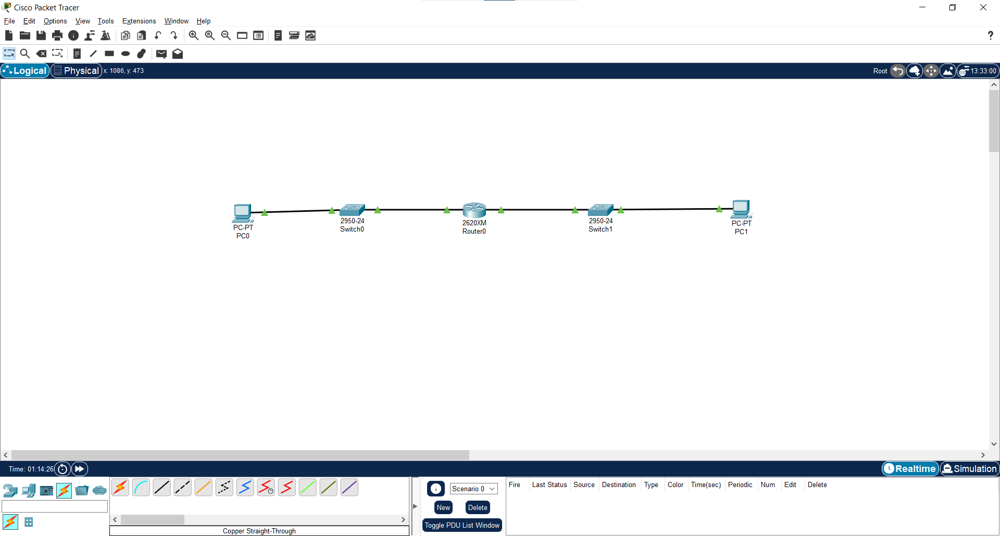 Cisco Packet Tracer
File Edit Options View Tools Extensions Window Help
?
Logical Physical x: 1086, y: 473 Root 13:33:00
PC-PT
PC0
2950-24
Switch0
2620XM
Router0
2950-24
Switch1
PC-PT
PC1
Time: 01:14:26 Realtime Simulation
Scenario 0
New Delete
Toggle PDU List Window
Fire Last Status Source Destination Type Color Time(sec) Periodic Num Edit Delete
Copper Straight-Through